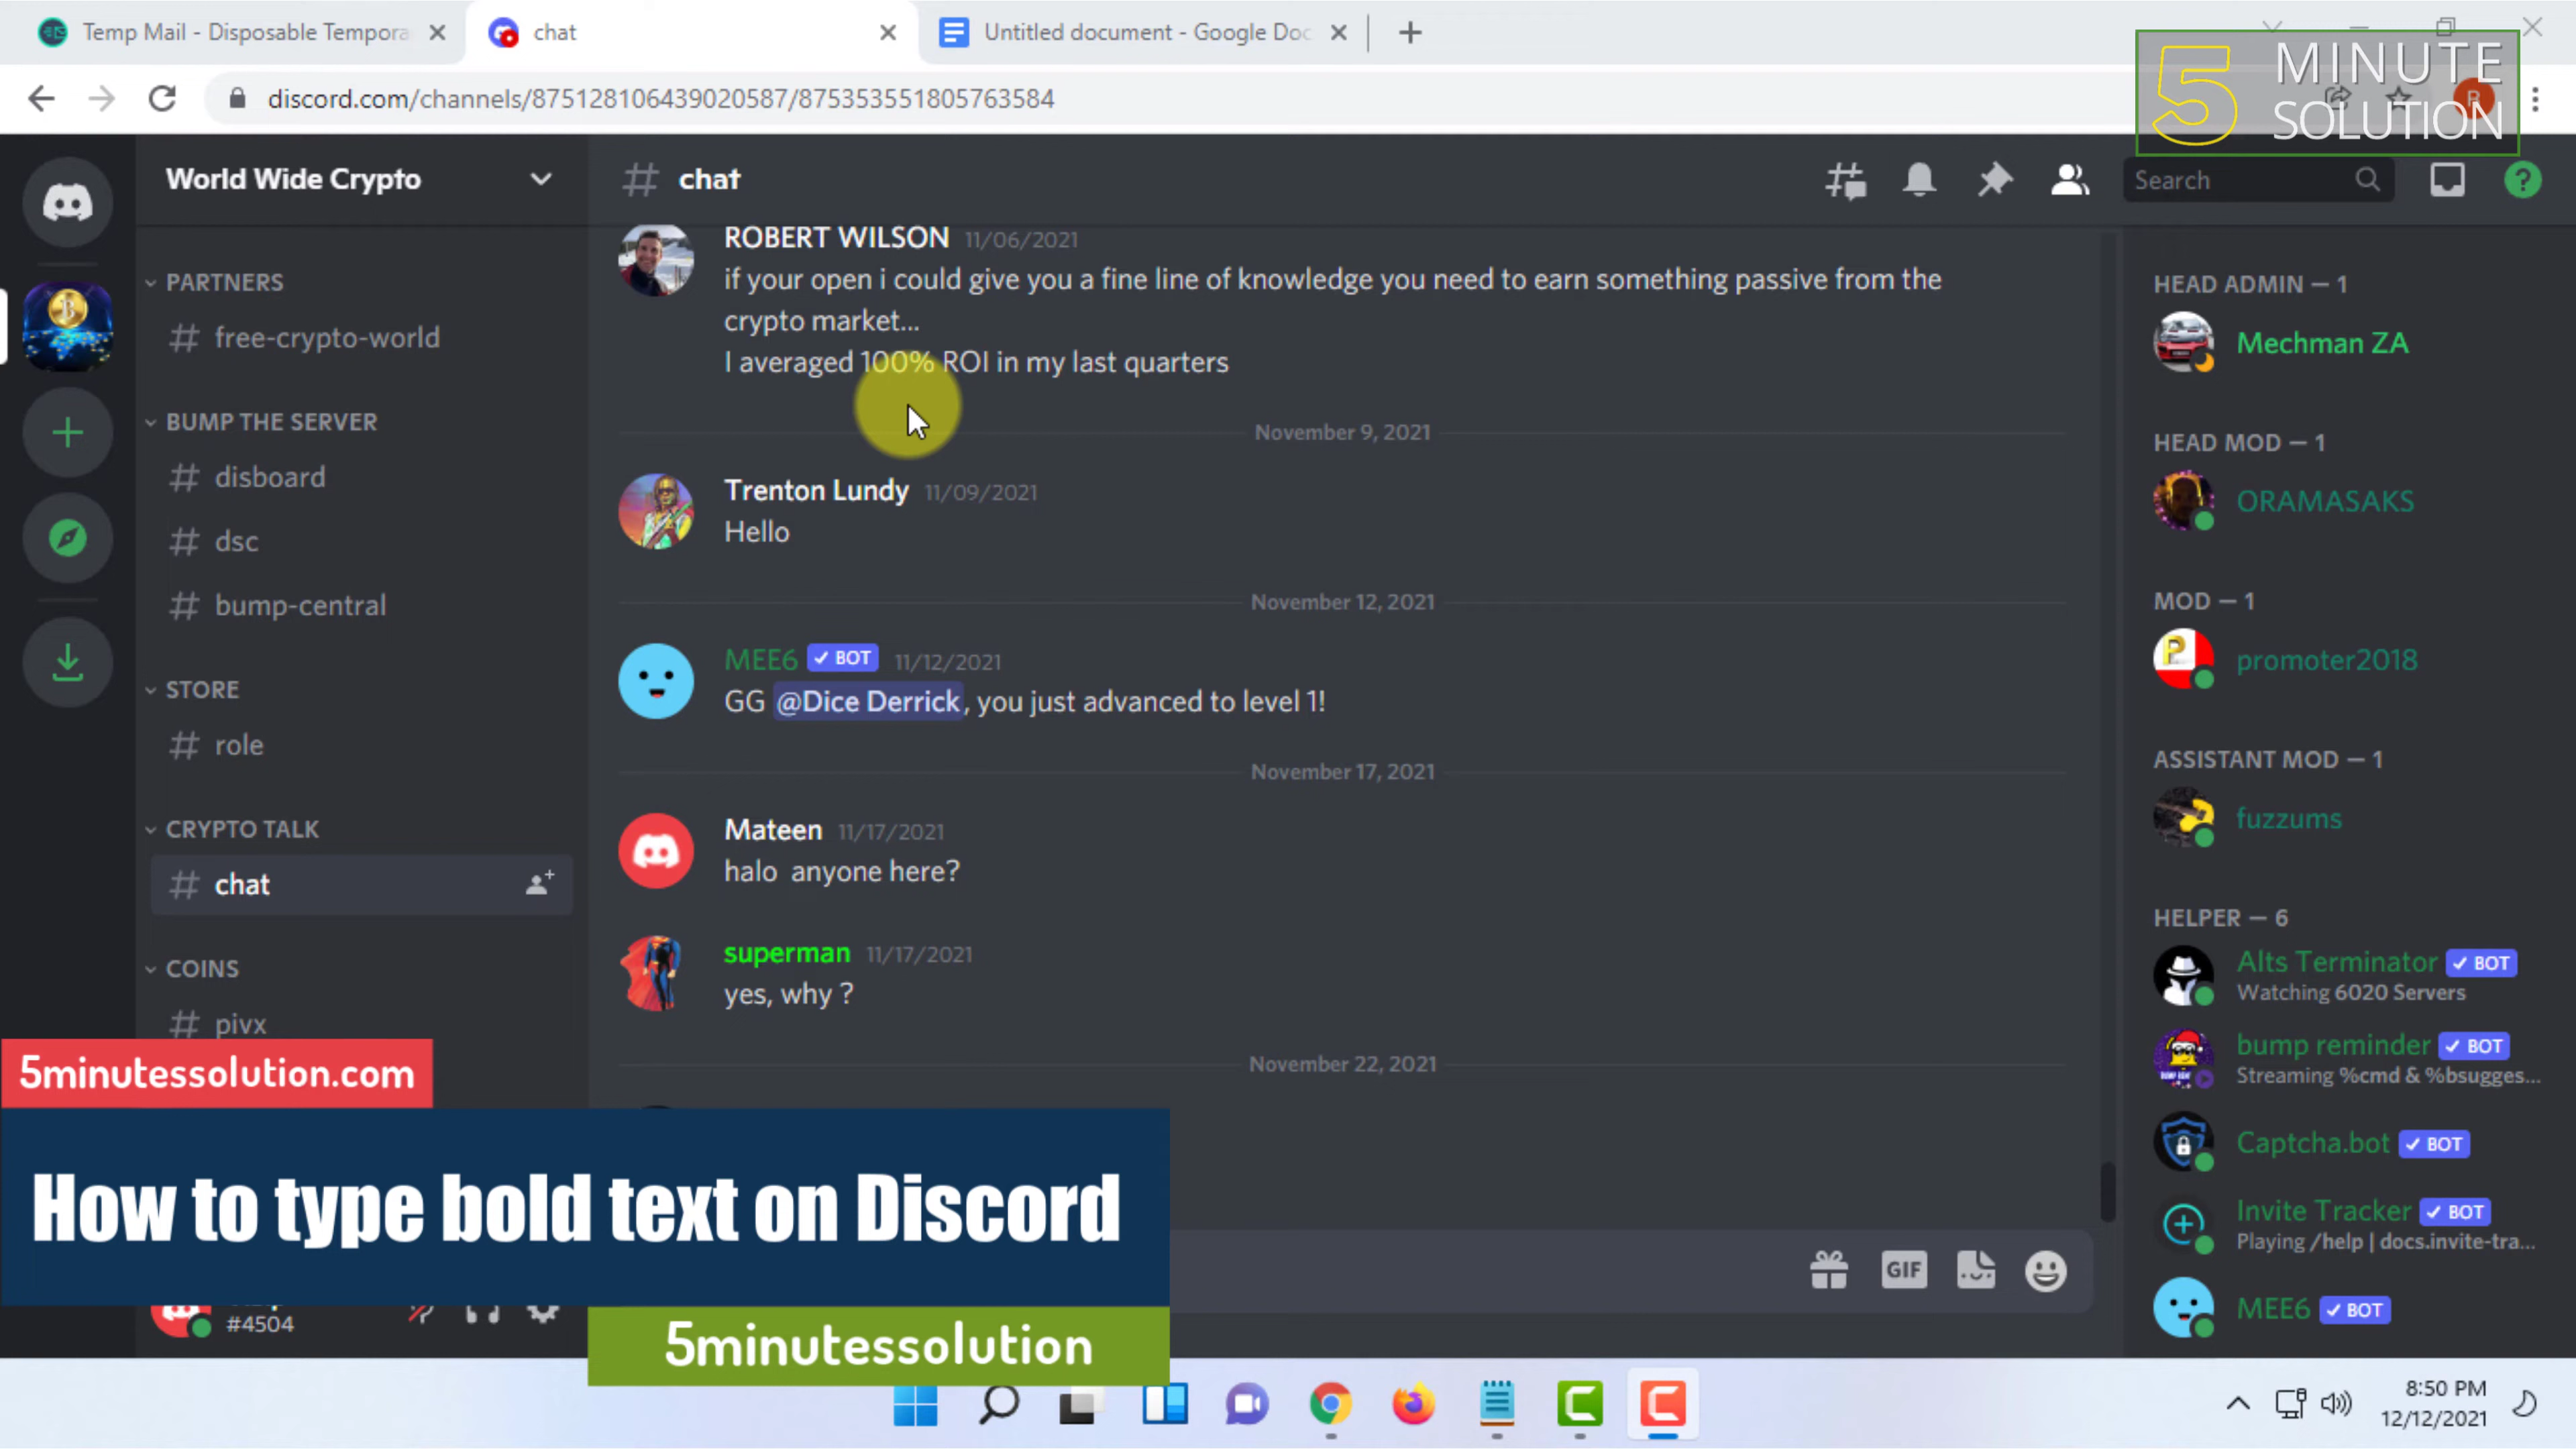 Temp Mail - Disposable Tempora
chat
Untitled document - Google Doc
5 MINUTE SOLUTION
discord.com/channels/875128106439020587/875353551805763584
World Wide Crypto
# chat
Search
PARTNERS
# free-crypto-world
BUMP THE SERVER
# disboard
# dsc
# bump-central
STORE
# role
CRYPTO TALK
# chat
COINS
# pivx
#4504
ROBERT WILSON 11/06/2021
if your open i could give you a fine line of knowledge you need to earn something passive from the
crypto market...
I averaged 100% ROI in my last quarters
November 9, 2021
Trenton Lundy 11/09/2021
Hello
November 12, 2021
MEE6 ✓ BOT 11/12/2021
GG @Dice Derrick, you just advanced to level 1!
November 17, 2021
Mateen 11/17/2021
halo anyone here?
superman 11/17/2021
yes, why ?
November 22, 2021
GIF
HEAD ADMIN — 1
Mechman ZA
HEAD MOD — 1
ORAMASAKS
MOD — 1
promoter2018
ASSISTANT MOD — 1
fuzzums
HELPER — 6
Alts Terminator ✓ BOT
Watching 6020 Servers
bump reminder ✓ BOT
Streaming %cmd & %bsugges...
Captcha.bot ✓ BOT
Invite Tracker ✓ BOT
Playing /help | docs.invite-tra...
MEE6 ✓ BOT
5minutessolution.com
How to type bold text on Discord
5minutessolution
8:50 PM
12/12/2021